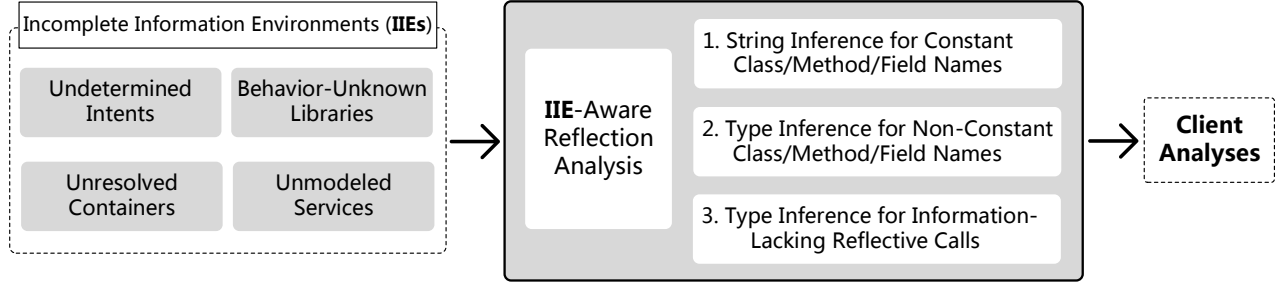 Incomplete Information Environments (IIEs)
Undetermined
Intents
Behavior-Unknown
Libraries
Unresolved
Containers
Unmodeled
Services
IIE-Aware
Reflection
Analysis
1. String Inference for Constant
Class/Method/Field Names
2. Type Inference for Non-Constant
Class/Method/Field Names
3. Type Inference for Information-
Lacking Reflective Calls
Client
Analyses